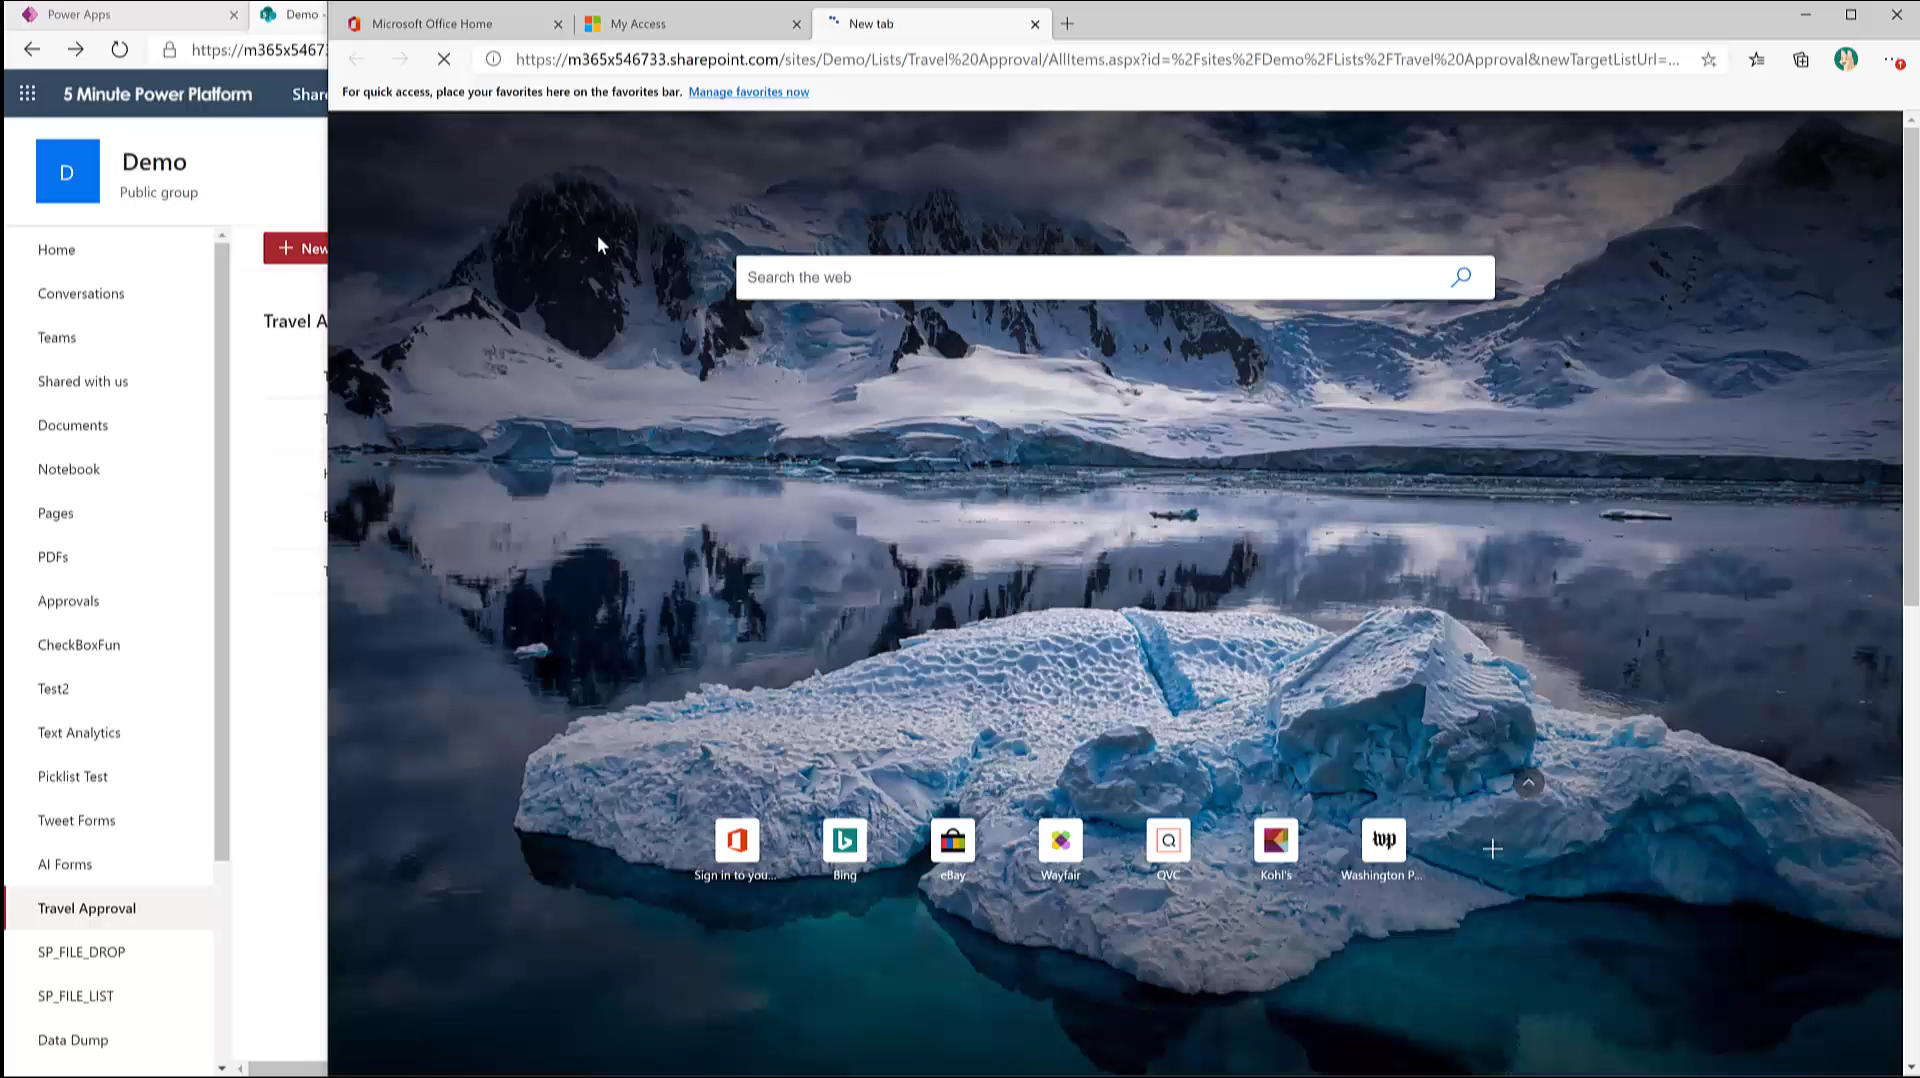 Power Apps
Demo -
https://m365x5467
5 Minute Power Platform
Shar
D
Demo
Public group
Home
Conversations
Teams
Shared with us
Documents
Notebook
Pages
PDFs
Approvals
CheckBoxFun
Test2
Text Analytics
Picklist Test
Tweet Forms
AI Forms
Travel Approval
SP_FILE_DROP
SP_FILE_LIST
Data Dump
New
Travel A
Microsoft Office Home
My Access
New tab
https://m365x546733.sharepoint.com/sites/Demo/Lists/Travel%20Approval/AllItems.aspx?id=%2Fsites%2FDemo%2FLists%2FTravel%20Approval&newTargetListUrl=...
For quick access, place your favorites here on the favorites bar. Manage favorites now
Search the web
Sign in to you...
Bing
eBay
Wayfair
QVC
Kohl's
wp
Washington P...